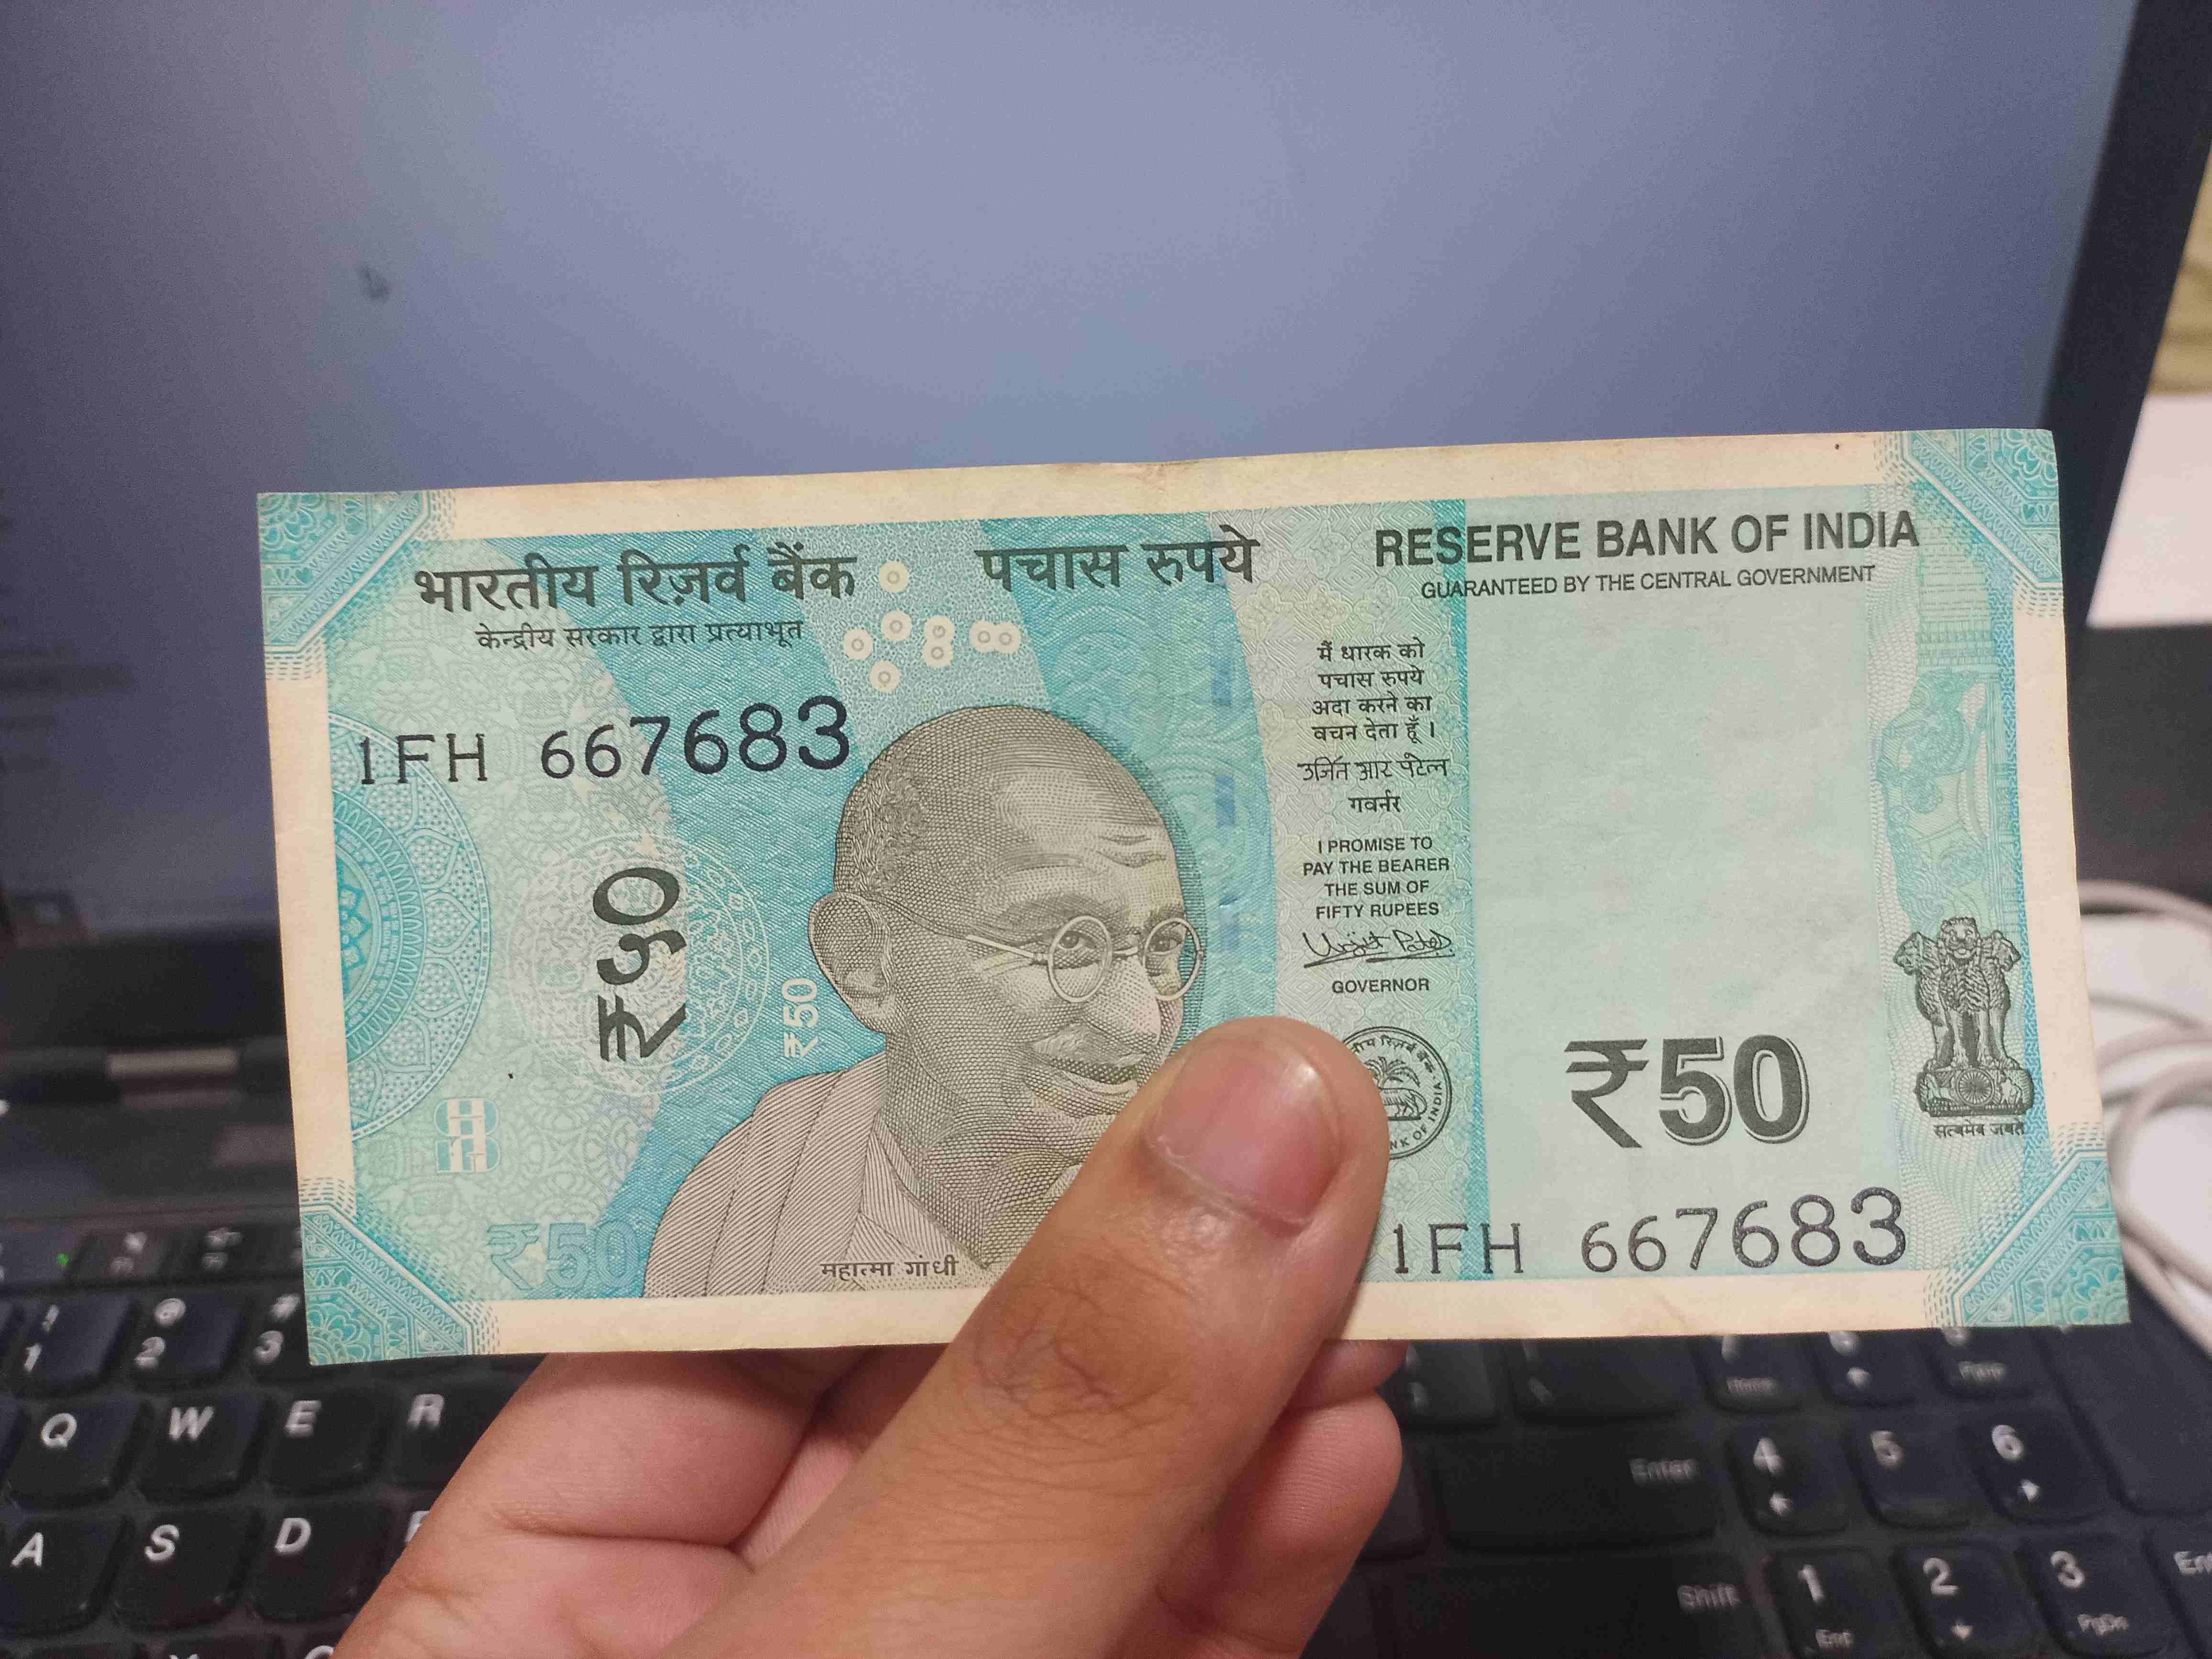 भारतीय रिज़र्व बैंक
केन्द्रीय सरकार द्वारा प्रत्याभूत
पचास रुपये
RESERVE BANK OF INDIA
GUARANTEED BY THE CENTRAL GOVERNMENT
1FH 667683
मैं धारक को
पचास रुपये
अदा करने का
वचन देता हूँ ।
उर्जित आर पटेल
गवर्नर
I PROMISE TO
PAY THE BEARER
THE SUM OF
FIFTY RUPEES
Urjit Patel
GOVERNOR
₹५०
₹50
₹50
महात्मा गांधी
₹50
सत्यमेव जयते
1FH 667683
1 2 3
Q W E R
A S D
Enter
4 5 6
Shift
1 2 3
End
PgDn